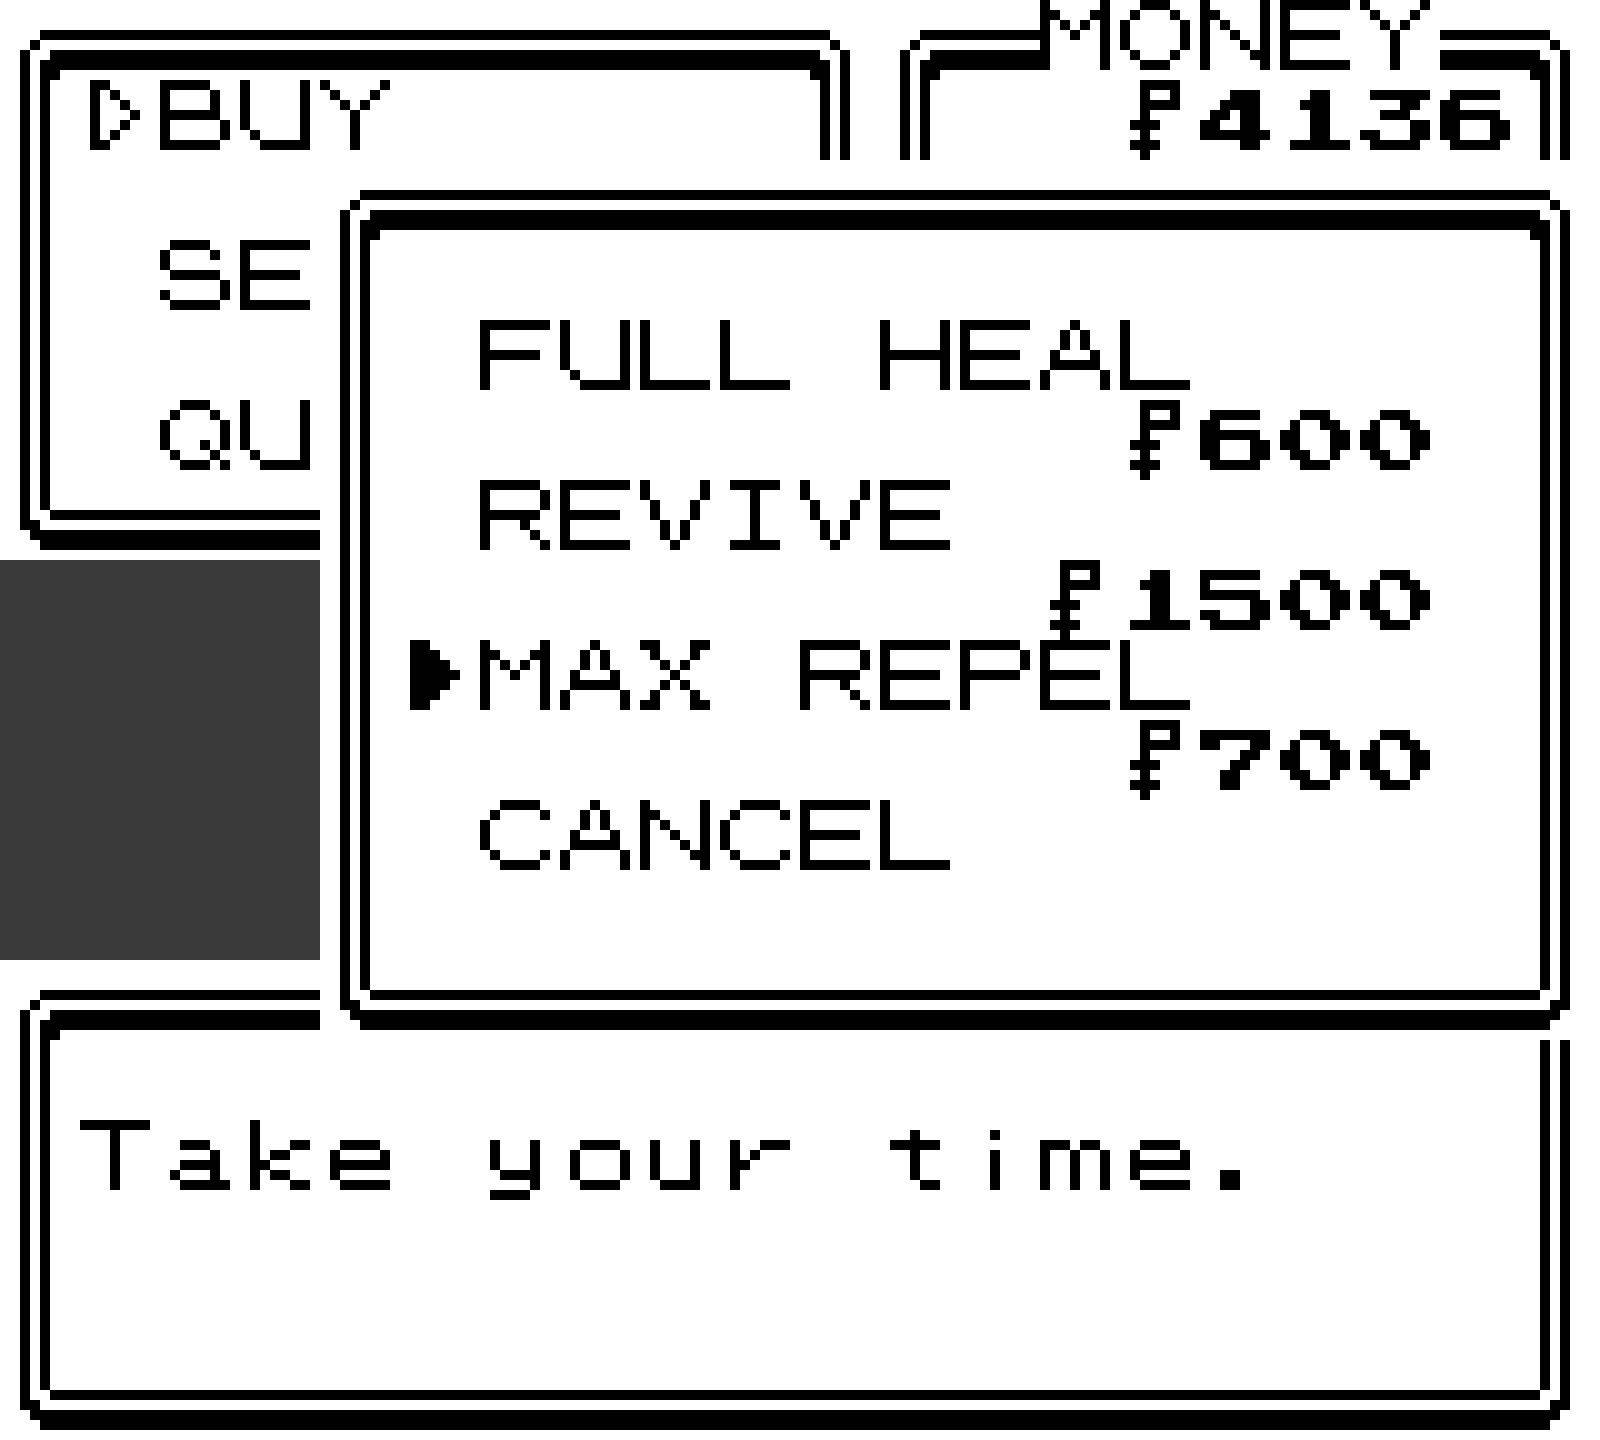 MONEY
▷BUY
₽4136
SE
QU
FULL HEAL
₽600
REVIVE
₽1500
▶MAX REPEL
₽700
CANCEL
Take your time.